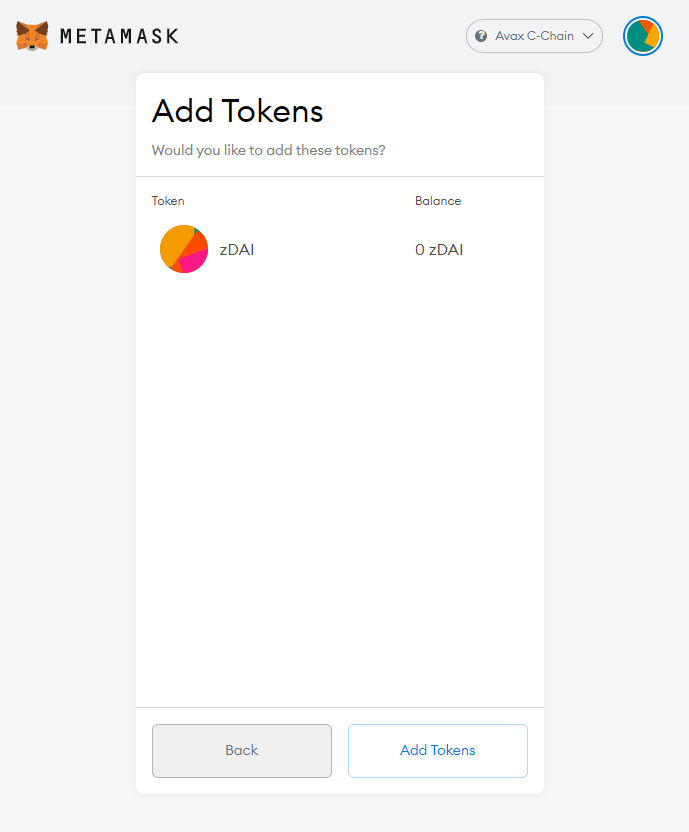 METAMASK
Avax C-Chain
Add Tokens
Would you like to add these tokens?
Token Balance
zDAI 0 zDAI
Back Add Tokens